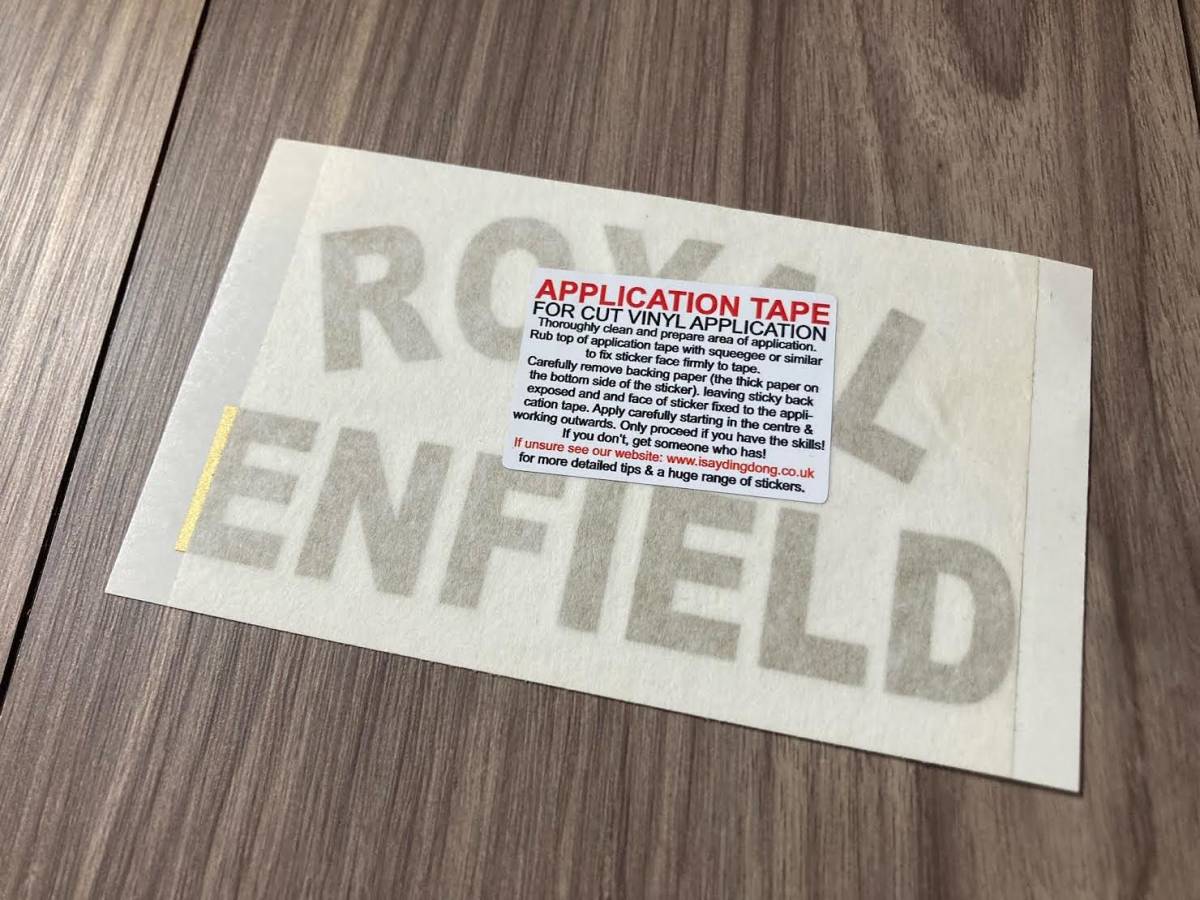 ROYAL
ENFIELD
APPLICATION TAPE
FOR CUT VINYL APPLICATION
Thoroughly clean and prepare area of application.
Rub top of application tape with squeegee or similar
to fix sticker face firmly to tape.
Carefully remove backing paper (the thick paper on
the bottom side of the sticker). leaving sticky back
exposed and and face of sticker fixed to the appli-
cation tape. Apply carefully starting in the centre &
working outwards. Only proceed if you have the skills!
If you don't, get someone who has!
If unsure see our website: www.isaydingdong.co.uk
for more detailed tips & a huge range of stickers.